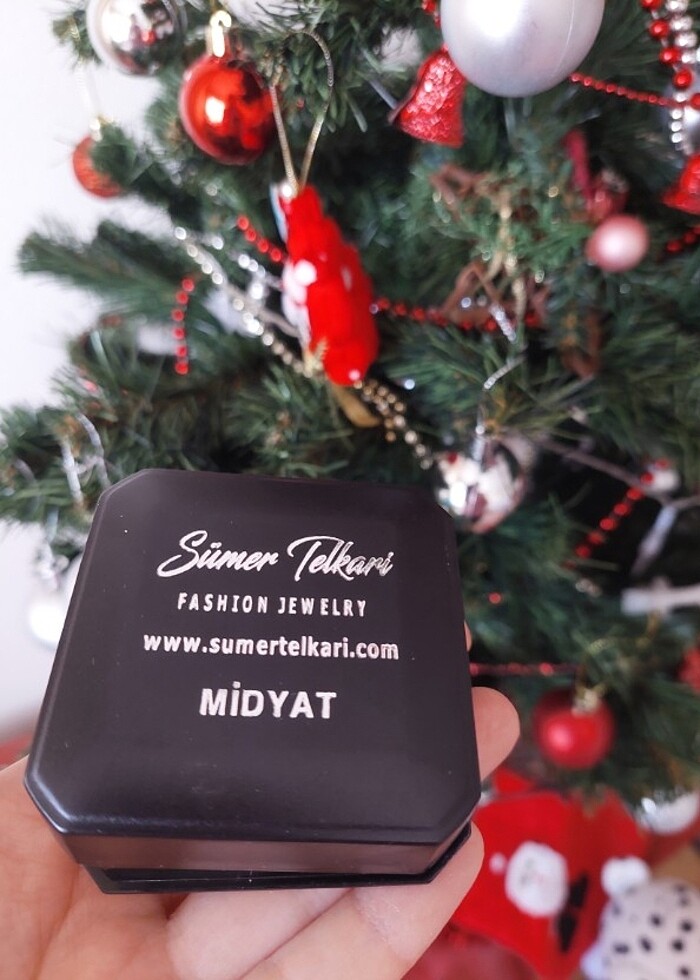 Sümer Telkari
FASHION JEWELRY
www.sumertelkari.com
MİDYAT